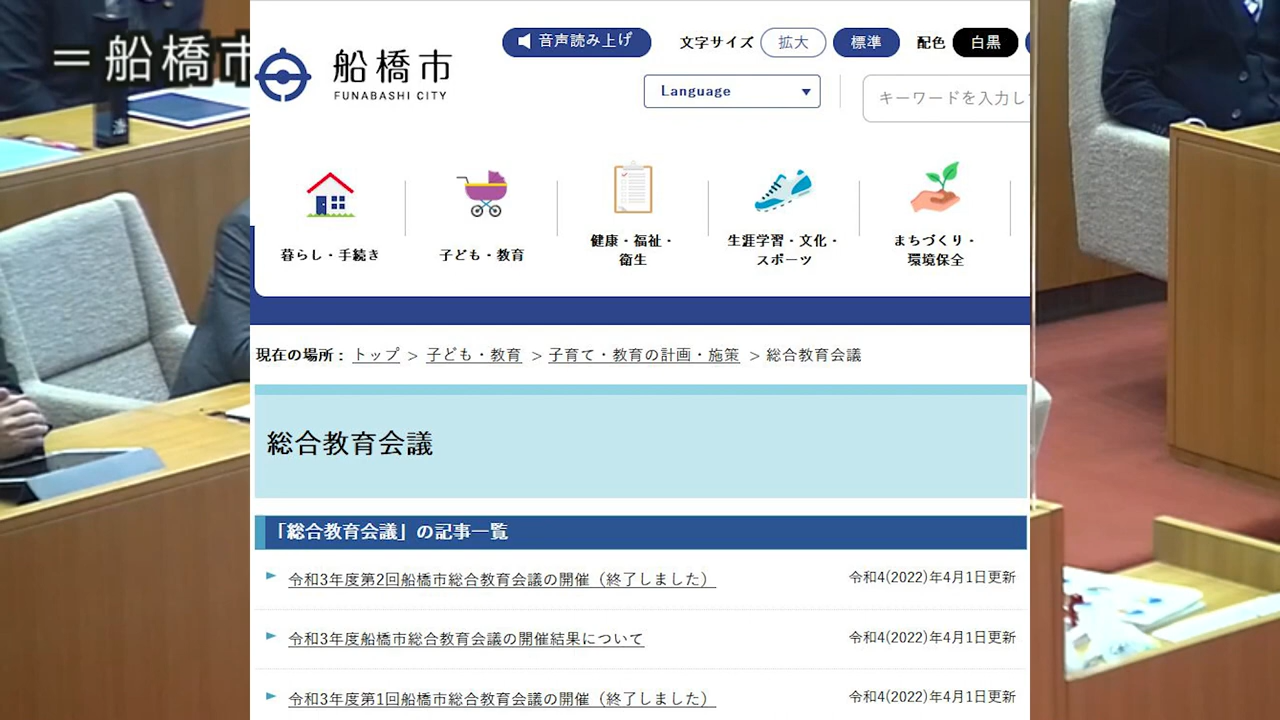 ＝船橋市
船橋市
FUNABASHI CITY
音声読み上げ
文字サイズ 拡大 標準 配色 白黒
Language
キーワードを入力し
暮らし・手続き
子ども・教育
健康・福祉・
衛生
生涯学習・文化・
スポーツ
まちづくり・
環境保全
現在の場所： トップ > 子ども・教育 > 子育て・教育の計画・施策 > 総合教育会議
総合教育会議
「総合教育会議」の記事一覧
令和3年度第2回船橋市総合教育会議の開催（終了しました） 令和4(2022)年4月1日更新
令和3年度船橋市総合教育会議の開催結果について 令和4(2022)年4月1日更新
令和3年度第1回船橋市総合教育会議の開催（終了しました） 令和4(2022)年4月1日更新